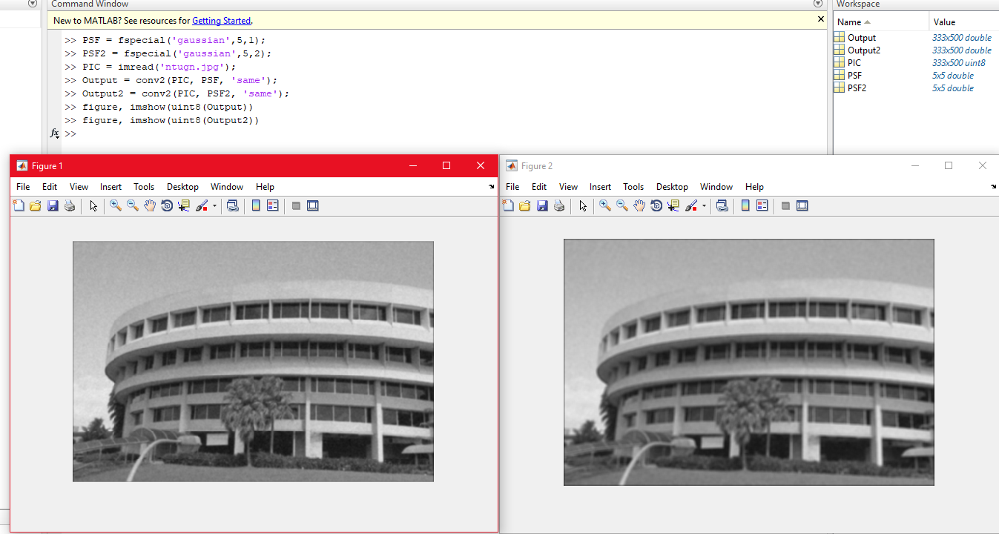 Command Window
Workspace
New to MATLAB? See resources for Getting Started.
Name Value
>> PSF = fspecial('gaussian',5,1);
>> PSF2 = fspecial('gaussian',5,2);
>> PIC = imread('ntugn.jpg');
>> Output = conv2(PIC, PSF, 'same');
>> Output2 = conv2(PIC, PSF2, 'same');
>> figure, imshow(uint8(Output))
>> figure, imshow(uint8(Output2))
fx >>
Output 333x500 double
Output2 333x500 double
PIC 333x500 uint8
PSF 5x5 double
PSF2 5x5 double
Figure 1
File Edit View Insert Tools Desktop Window Help
Figure 2
File Edit View Insert Tools Desktop Window Help